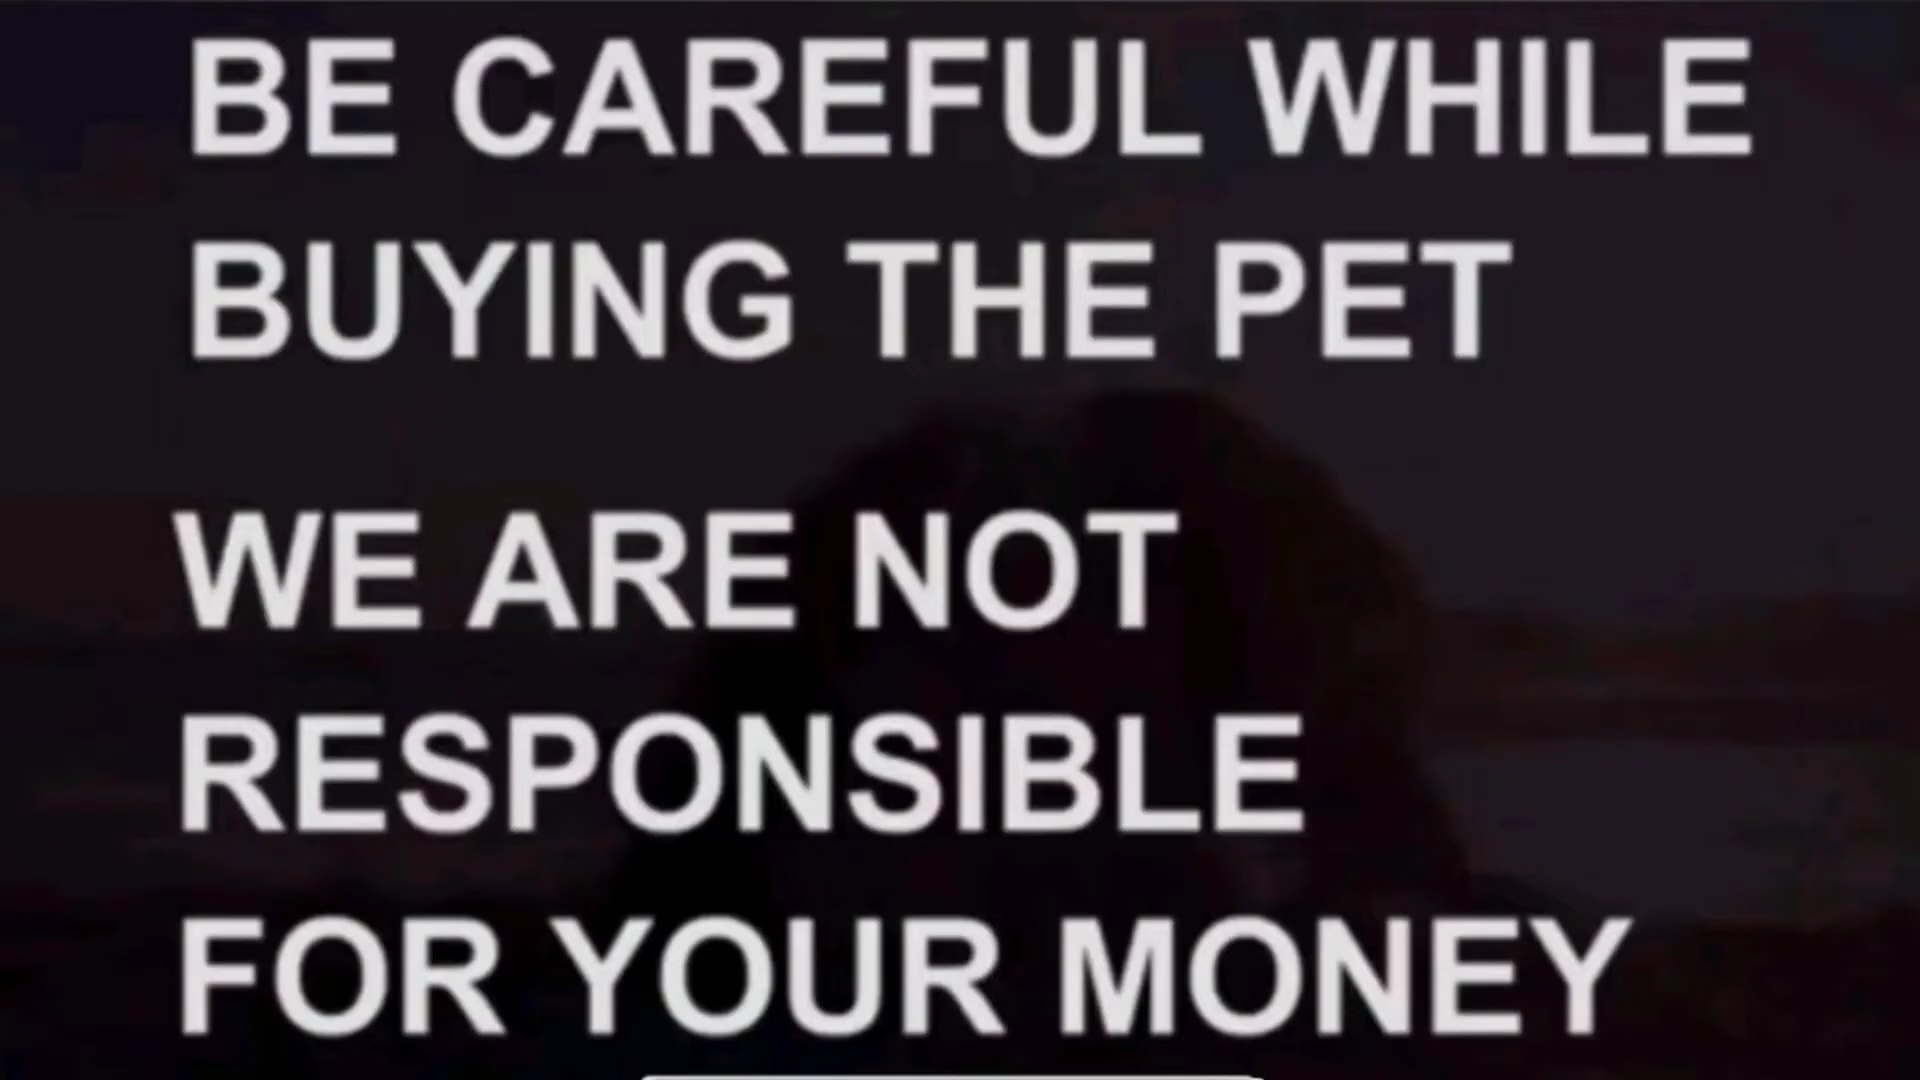 BE CAREFUL WHILE
BUYING THE PET
WE ARE NOT
RESPONSIBLE
FOR YOUR MONEY